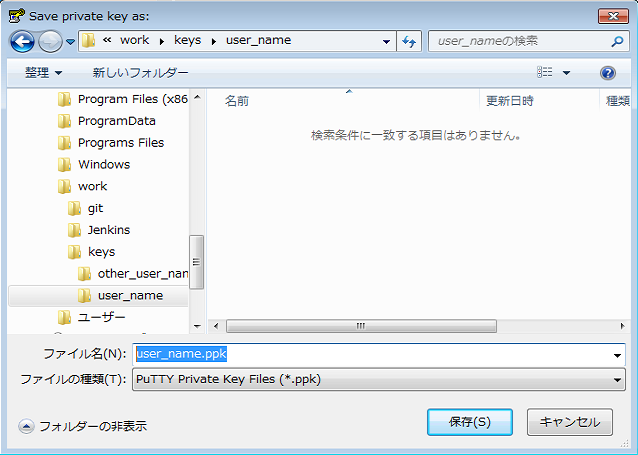 Save private key as:
« work ▸ keys ▸ user_name
user_nameの検索
整理 新しいフォルダー
名前 更新日時 種類
検索条件に一致する項目はありません。
Program Files (x86
ProgramData
Programs Files
Windows
work
git
Jenkins
keys
other_user_nan
user_name
ユーザー
ファイル名(N): user_name.ppk
ファイルの種類(T): PuTTY Private Key Files (*.ppk)
フォルダーの非表示 保存(S) キャンセル